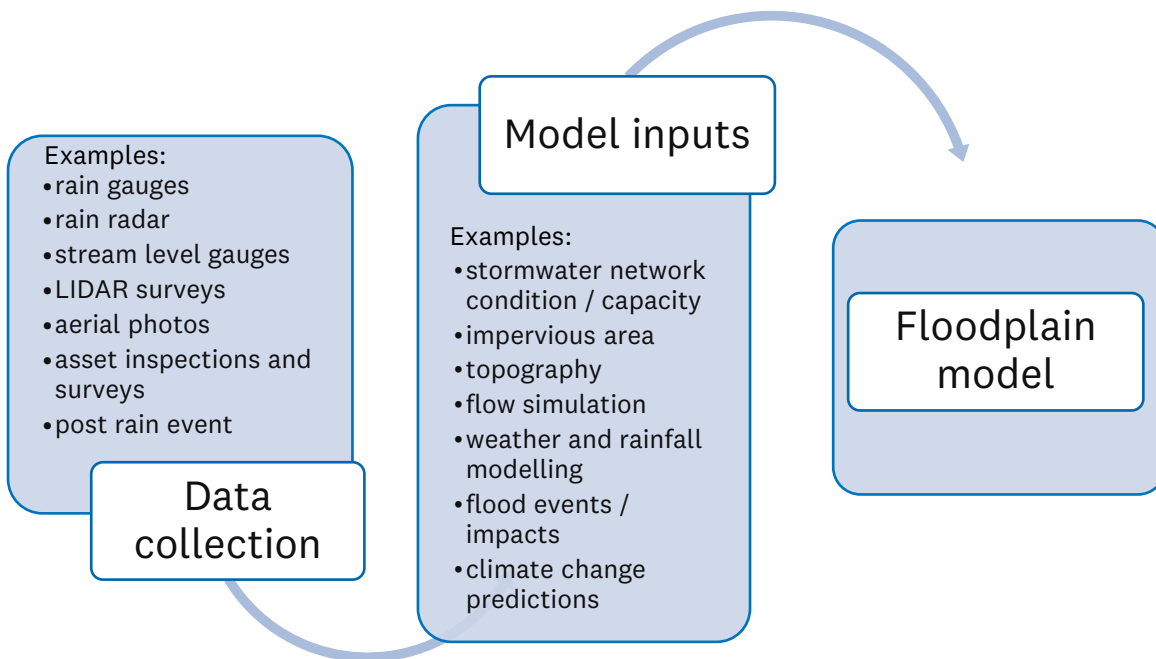 Examples:
•rain gauges
•rain radar
•stream level gauges
•LIDAR surveys
•aerial photos
•asset inspections and
surveys
•post rain event
Data
collection
Model inputs
Examples:
•stormwater network
condition / capacity
•impervious area
•topography
•flow simulation
•weather and rainfall
modelling
•flood events /
impacts
•climate change
predictions
Floodplain
model